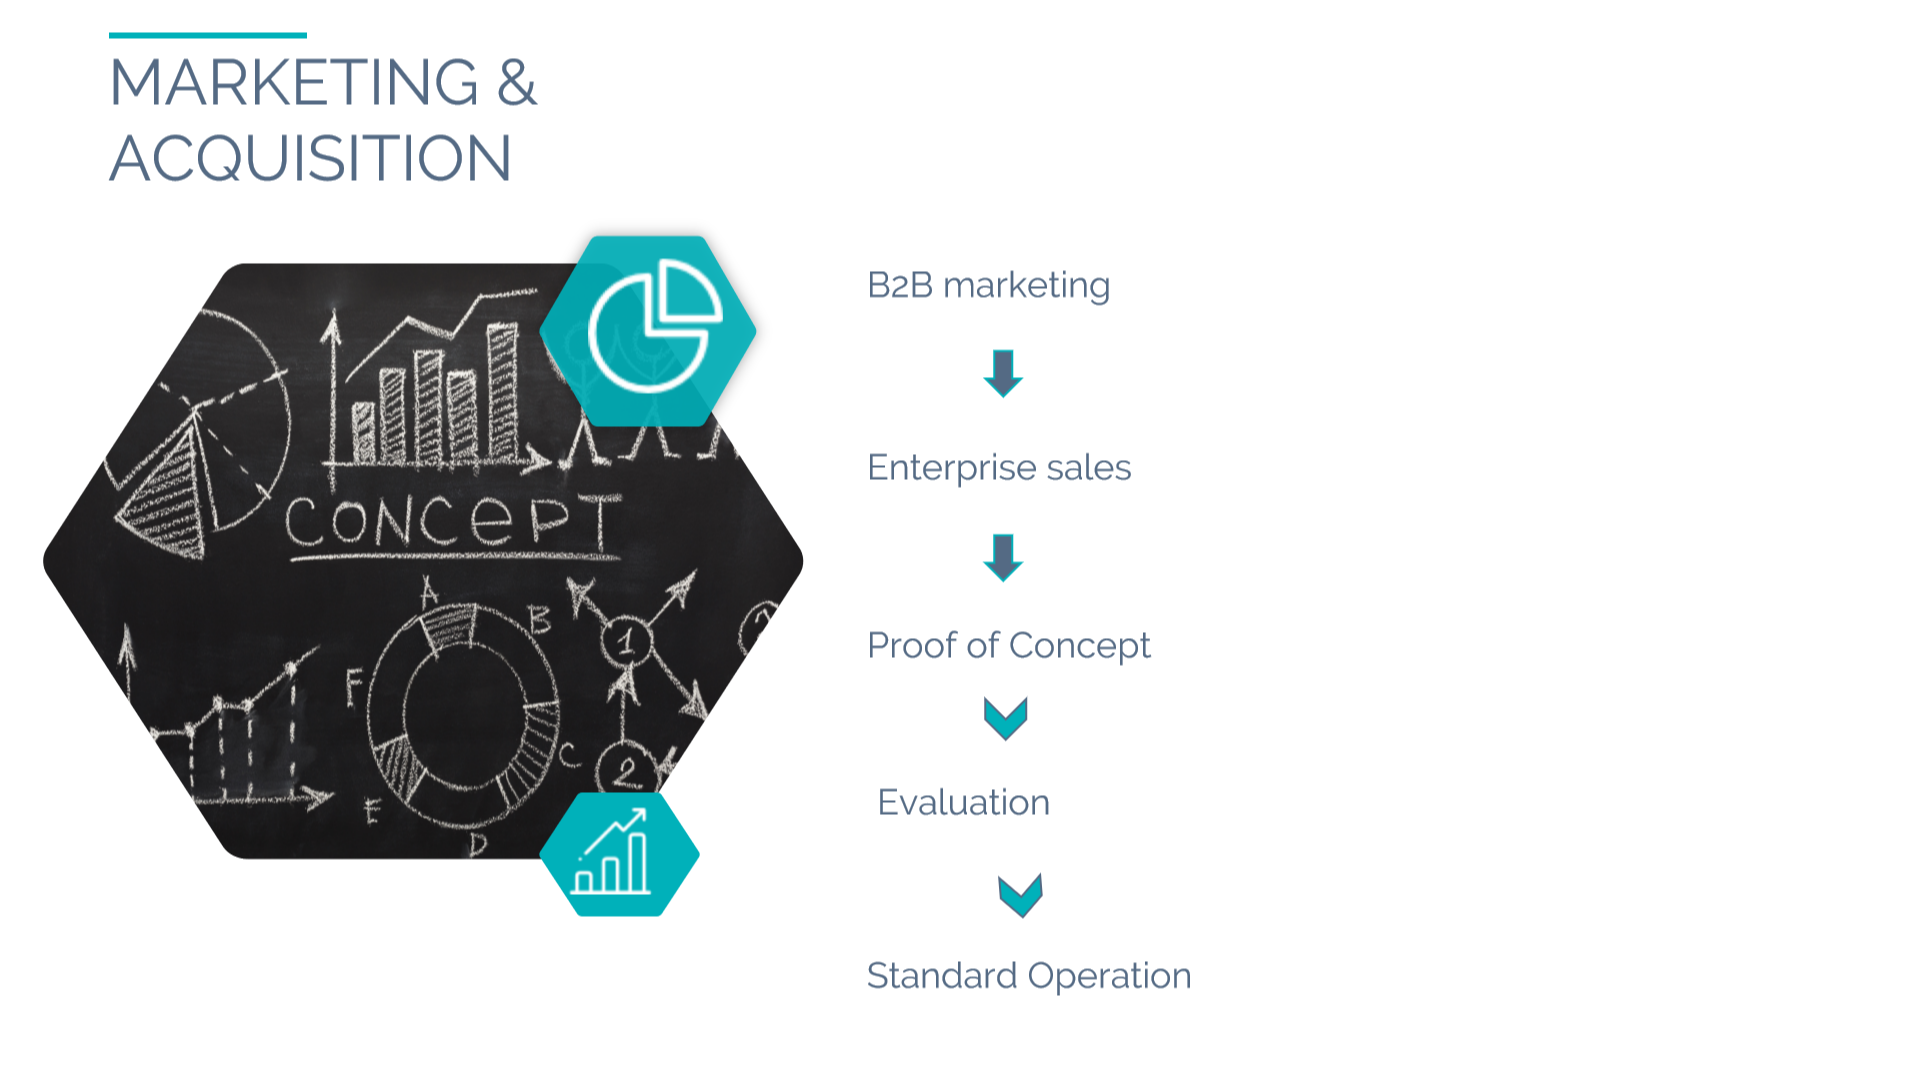 MARKETING &
ACQUISITION
B2B marketing
Enterprise sales
Proof of Concept
Evaluation
Standard Operation
CONCePT
A
B
F
1
C
2
E
D